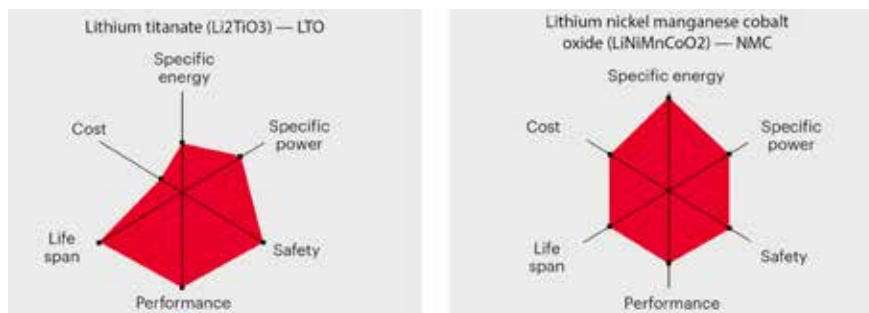 Lithium titanate (Li2TiO3) — LTO
Specific
energy
Cost
Specific
power
Life
span
Safety
Performance
Lithium nickel manganese cobalt
oxide (LiNiMnCoO2) — NMC
Specific energy
Cost
Specific
power
Life
span
Safety
Performance